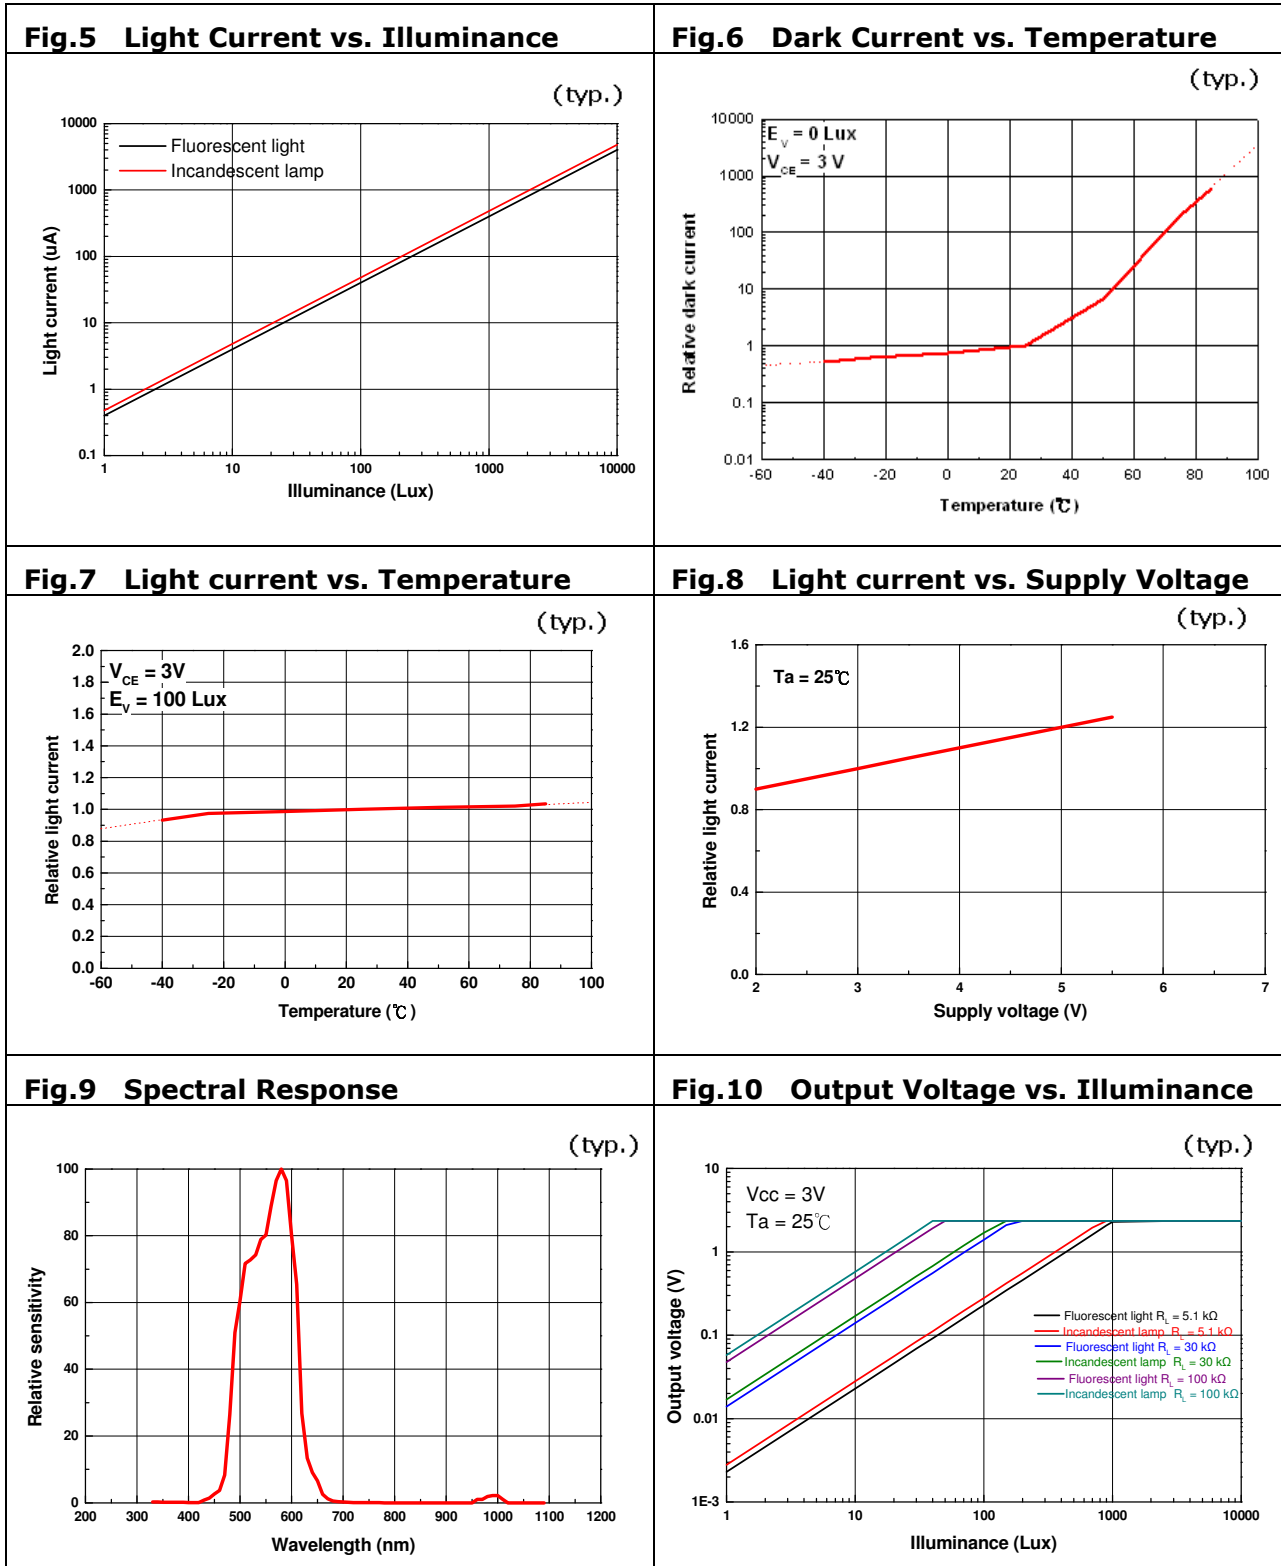 Fig.5 Light Current vs. Illuminance
(typ.)
10000
1000
100
10
1
0.1
Fluorescent light
Incandescent lamp
Light current (uA)
1 10 100 1000 10000
Illuminance (Lux)
Fig.6 Dark Current vs. Temperature
(typ.)
10000
1000
100
10
1
0.1
0.01
E_V = 0 Lux
V_CE = 3 V
Relative dark current
-60 -40 -20 0 20 40 60 80 100
Temperature (℃)
Fig.7 Light current vs. Temperature
(typ.)
2.0
1.8
1.6
1.4
1.2
1.0
0.8
0.6
0.4
0.2
0.0
V_CE = 3V
E_V = 100 Lux
Relative light current
-60 -40 -20 0 20 40 60 80 100
Temperature (℃)
Fig.8 Light current vs. Supply Voltage
(typ.)
1.6
1.2
0.8
0.4
0.0
Ta = 25℃
Relative light current
2 3 4 5 6 7
Supply voltage (V)
Fig.9 Spectral Response
(typ.)
100
80
60
40
20
0
Relative sensitivity
200 300 400 500 600 700 800 900 1000 1100 1200
Wavelength (nm)
Fig.10 Output Voltage vs. Illuminance
(typ.)
10
1
0.1
0.01
1E-3
Vcc = 3V
Ta = 25℃
Output voltage (V)
Fluorescent light R_L = 5.1 kΩ
Incandescent lamp R_L = 5.1 kΩ
Fluorescent light R_L = 30 kΩ
Incandescent lamp R_L = 30 kΩ
Fluorescent light R_L = 100 kΩ
Incandescent lamp R_L = 100 kΩ
1 10 100 1000 10000
Illuminance (Lux)